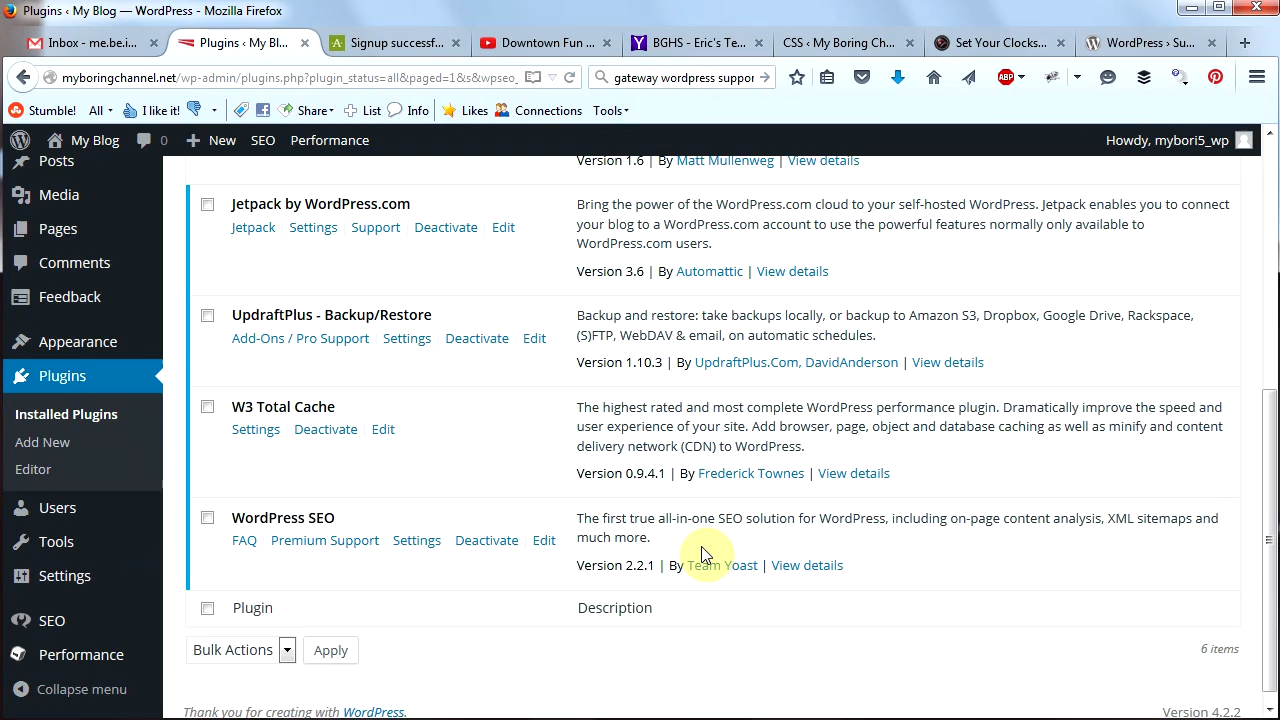 Plugins ‹ My Blog — WordPress - Mozilla Firefox
Inbox - me.be.i...
Plugins ‹ My Bl...
Signup successf...
Downtown Fun ...
BGHS - Eric's Te...
CSS ‹ My Boring Ch...
Set Your Clocks...
WordPress › Su...
myboringchannel.net/wp-admin/plugins.php?plugin_status=all&paged=1&s&wpseo_
gateway wordpress suppor
ABP
Stumble!
All
I like it!
Share
List
Info
Likes
Connections
Tools
My Blog
0
New
SEO
Performance
Howdy, mybori5_wp
Posts
Media
Pages
Comments
Feedback
Appearance
Plugins
Installed Plugins
Add New
Editor
Users
Tools
Settings
SEO
Performance
Collapse menu
Version 1.6 | By Matt Mullenweg | View details
Jetpack by WordPress.com
Jetpack Settings Support Deactivate Edit
Bring the power of the WordPress.com cloud to your self-hosted WordPress. Jetpack enables you to connect
your blog to a WordPress.com account to use the powerful features normally only available to
WordPress.com users.
Version 3.6 | By Automattic | View details
UpdraftPlus - Backup/Restore
Add-Ons / Pro Support Settings Deactivate Edit
Backup and restore: take backups locally, or backup to Amazon S3, Dropbox, Google Drive, Rackspace,
(S)FTP, WebDAV & email, on automatic schedules.
Version 1.10.3 | By UpdraftPlus.Com, DavidAnderson | View details
W3 Total Cache
Settings Deactivate Edit
The highest rated and most complete WordPress performance plugin. Dramatically improve the speed and
user experience of your site. Add browser, page, object and database caching as well as minify and content
delivery network (CDN) to WordPress.
Version 0.9.4.1 | By Frederick Townes | View details
WordPress SEO
FAQ Premium Support Settings Deactivate Edit
The first true all-in-one SEO solution for WordPress, including on-page content analysis, XML sitemaps and
much more.
Version 2.2.1 | By Team Yoast | View details
Plugin
Description
Bulk Actions
Apply
6 items
Thank you for creating with WordPress.
Version 4.2.2